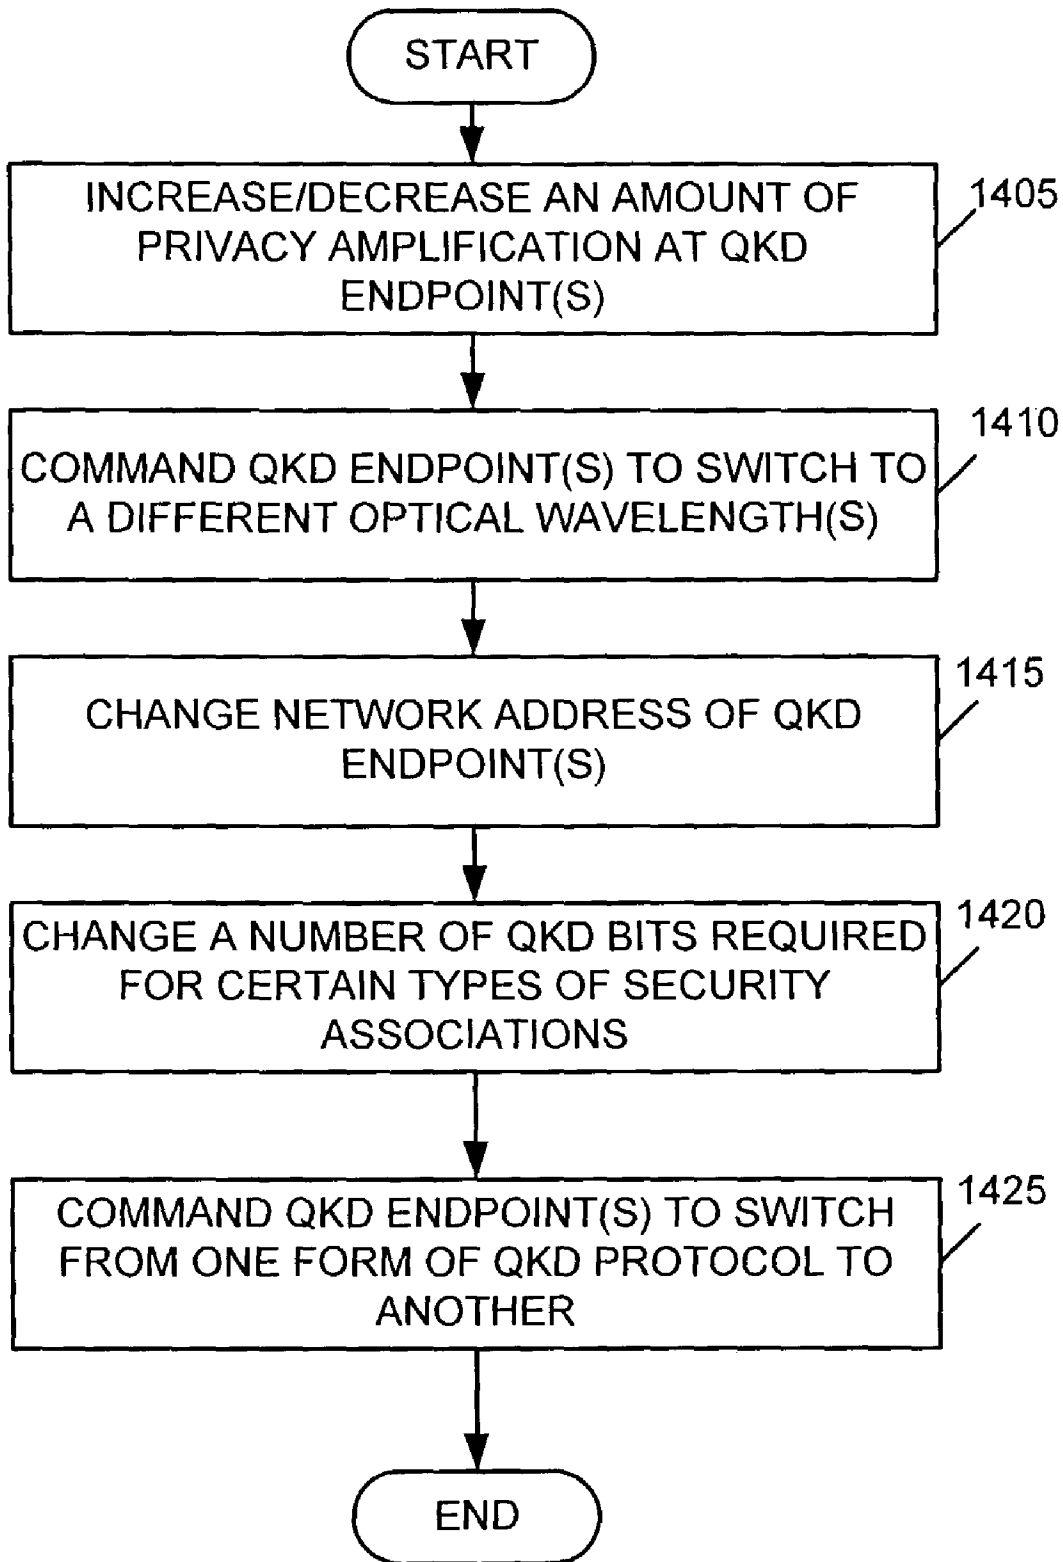 START
INCREASE/DECREASE AN AMOUNT OF
PRIVACY AMPLIFICATION AT QKD
ENDPOINT(S)
1405
COMMAND QKD ENDPOINT(S) TO SWITCH TO
A DIFFERENT OPTICAL WAVELENGTH(S)
1410
CHANGE NETWORK ADDRESS OF QKD
ENDPOINT(S)
1415
CHANGE A NUMBER OF QKD BITS REQUIRED
FOR CERTAIN TYPES OF SECURITY
ASSOCIATIONS
1420
COMMAND QKD ENDPOINT(S) TO SWITCH
FROM ONE FORM OF QKD PROTOCOL TO
ANOTHER
1425
END